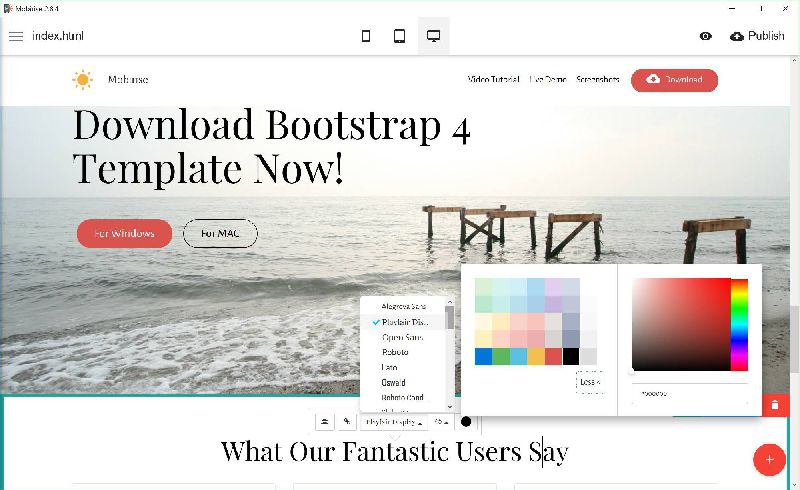 Mobirise 2.8.4
index.html
Publish
Mobirise
Video Tutorial Live Demo Screenshots Download
Download Bootstrap 4
Template Now!
For Windows For MAC
Alegreya Sans
Playfair Dis...
Open Sans
Roboto
Lato
Oswald
Roboto Cond
Less
Playfair Display
What Our Fantastic Users Say